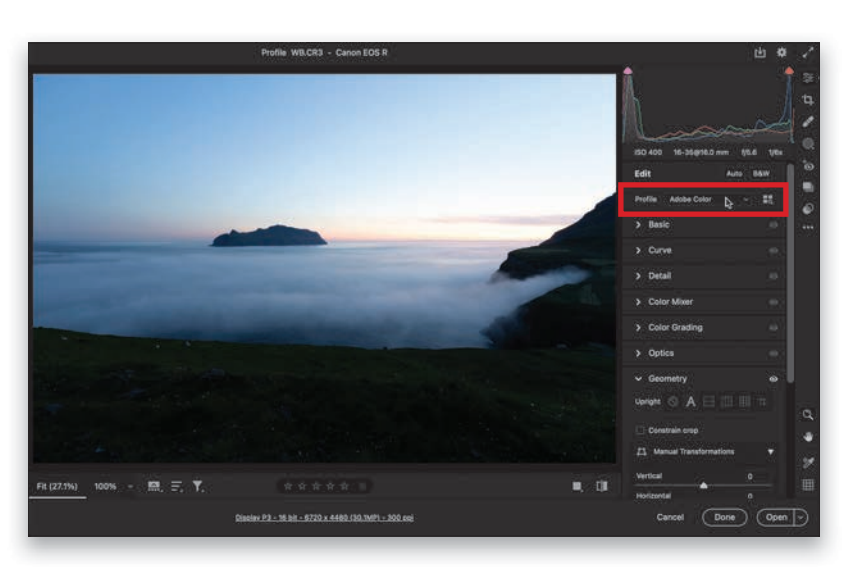 Profile WB.CR3 - Canon EOS R
ISO 400 16-35@16.0 mm f/5.6
Edit Auto B&W
Profile Adobe Color
Basic
Curve
Detail
Color Mixer
Color Grading
Optics
Geometry
Upright A
Constrain crop
Manual Transformations
Vertical 0
Horizontal 0
Fit (27.1%) 100%
Display P3 - 16 bit - 6720 x 4480 (30.1MP) - 300 ppi
Cancel Done Open